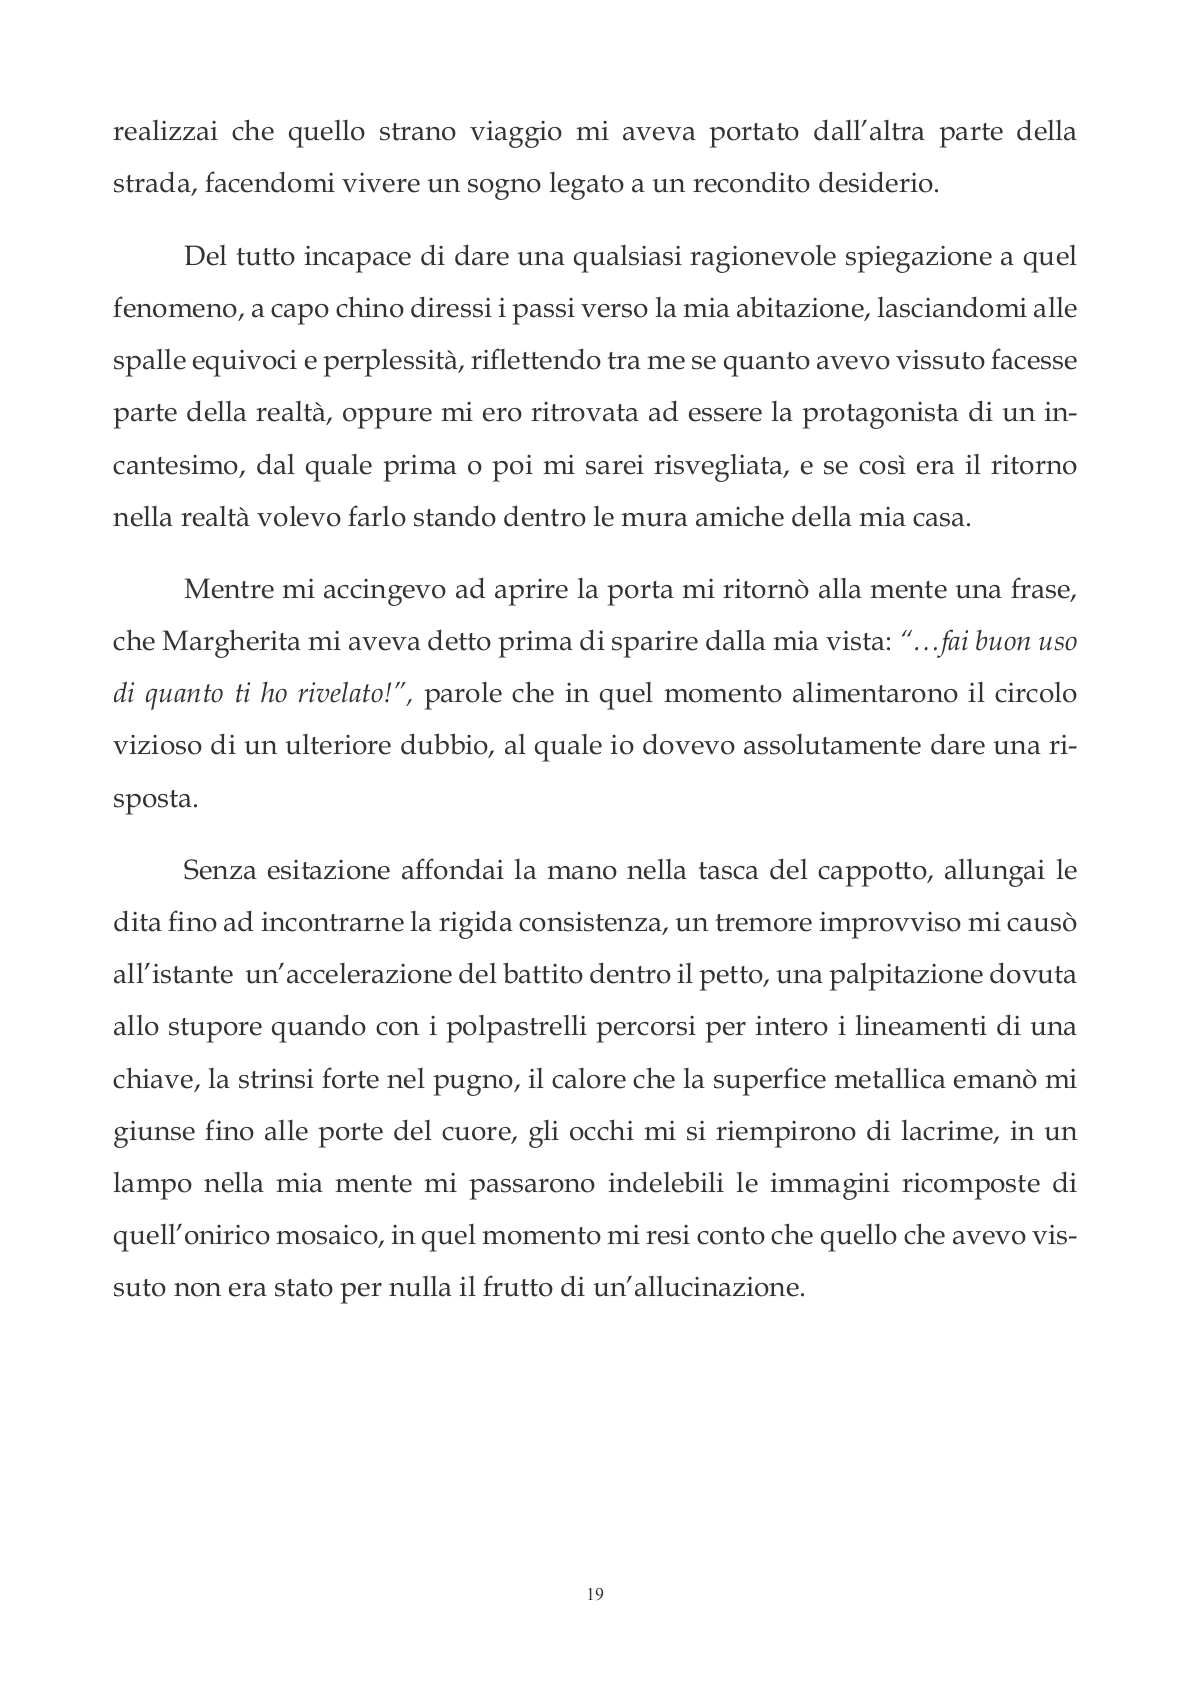 realizzai che quello strano viaggio mi aveva portato dall’altra parte della
strada, facendomi vivere un sogno legato a un recondito desiderio.
Del tutto incapace di dare una qualsiasi ragionevole spiegazione a quel
fenomeno, a capo chino diressi i passi verso la mia abitazione, lasciandomi alle
spalle equivoci e perplessità, riflettendo tra me se quanto avevo vissuto facesse
parte della realtà, oppure mi ero ritrovata ad essere la protagonista di un in-
cantesimo, dal quale prima o poi mi sarei risvegliata, e se così era il ritorno
nella realtà volevo farlo stando dentro le mura amiche della mia casa.
Mentre mi accingevo ad aprire la porta mi ritornò alla mente una frase,
che Margherita mi aveva detto prima di sparire dalla mia vista: “…fai buon uso
di quanto ti ho rivelato!”, parole che in quel momento alimentarono il circolo
vizioso di un ulteriore dubbio, al quale io dovevo assolutamente dare una ri-
sposta.
Senza esitazione affondai la mano nella tasca del cappotto, allungai le
dita fino ad incontrarne la rigida consistenza, un tremore improvviso mi causò
all’istante un’accelerazione del battito dentro il petto, una palpitazione dovuta
allo stupore quando con i polpastrelli percorsi per intero i lineamenti di una
chiave, la strinsi forte nel pugno, il calore che la superfice metallica emanò mi
giunse fino alle porte del cuore, gli occhi mi si riempirono di lacrime, in un
lampo nella mia mente mi passarono indelebili le immagini ricomposte di
quell’onirico mosaico, in quel momento mi resi conto che quello che avevo vis-
suto non era stato per nulla il frutto di un’allucinazione.
19